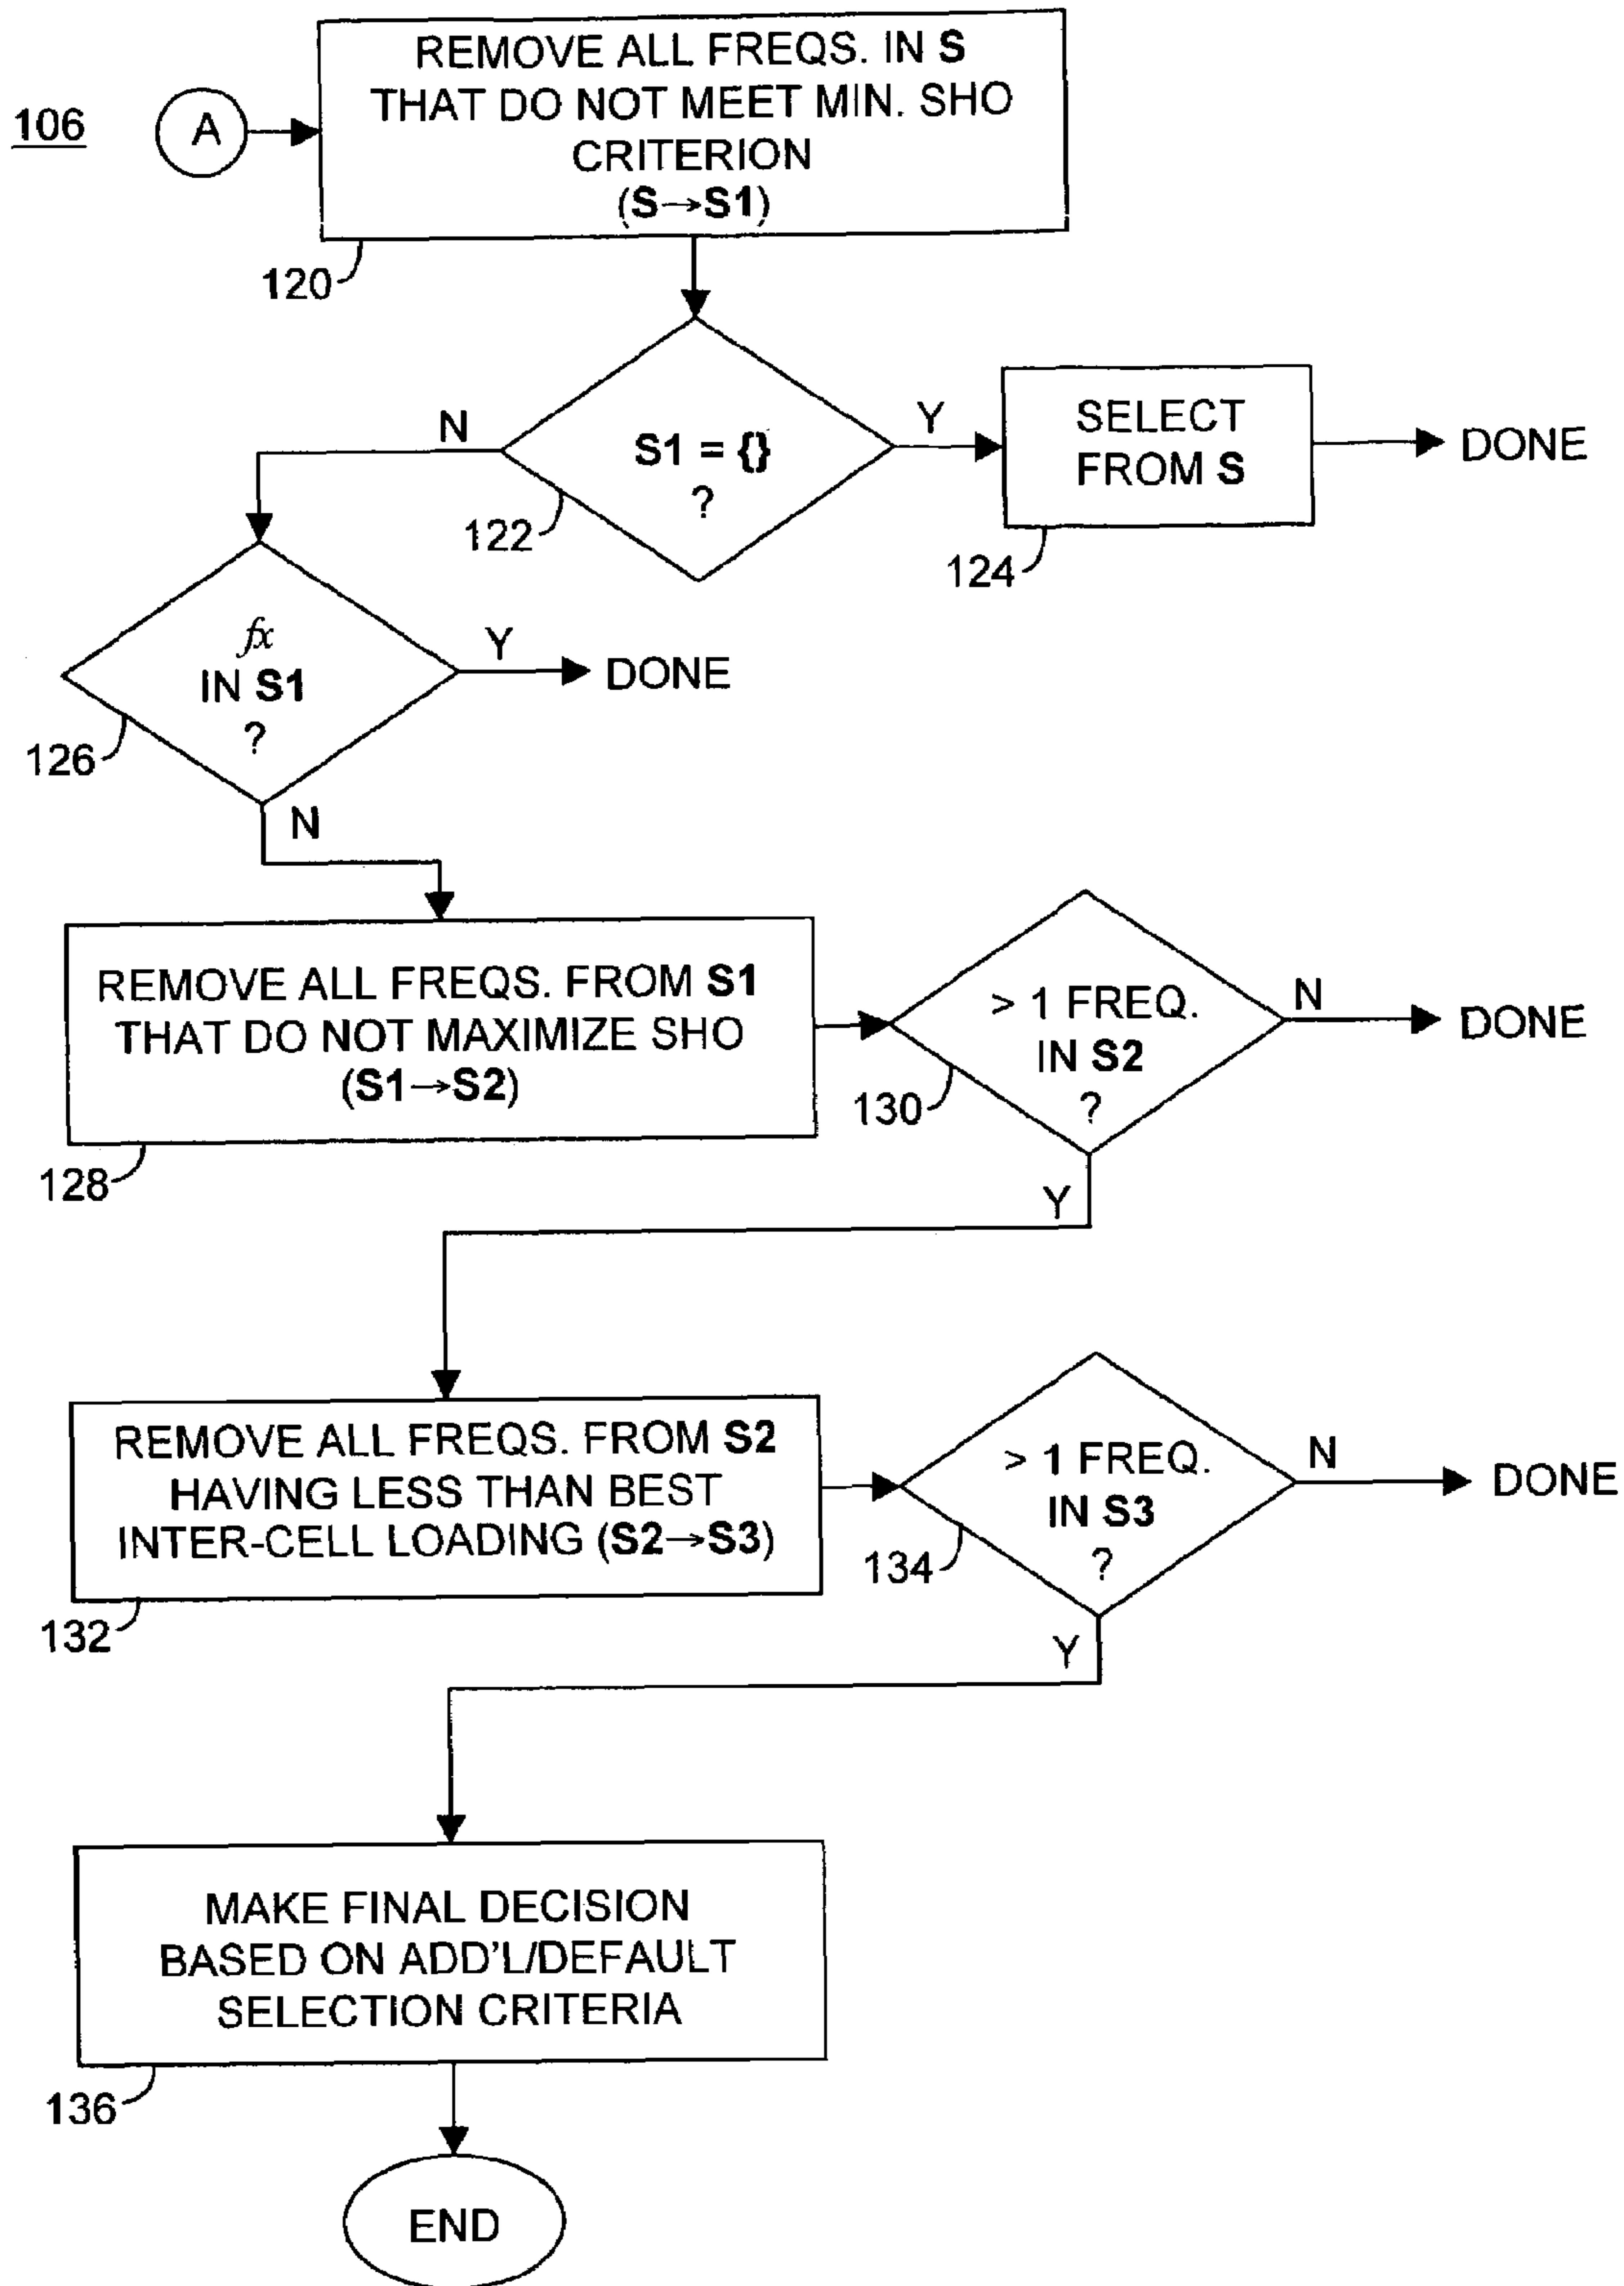 106
A
REMOVE ALL FREQS. IN S
THAT DO NOT MEET MIN. SHO
CRITERION
(S→S1)
120
N
S1 = {}
?
Y
122
SELECT
FROM S
DONE
124
fx
IN S1
?
Y
DONE
126
N
REMOVE ALL FREQS. FROM S1
THAT DO NOT MAXIMIZE SHO
(S1→S2)
128
> 1 FREQ.
IN S2
?
N
DONE
130
Y
REMOVE ALL FREQS. FROM S2
HAVING LESS THAN BEST
INTER-CELL LOADING (S2→S3)
132
> 1 FREQ.
IN S3
?
N
DONE
134
Y
MAKE FINAL DECISION
BASED ON ADD'L/DEFAULT
SELECTION CRITERIA
136
END